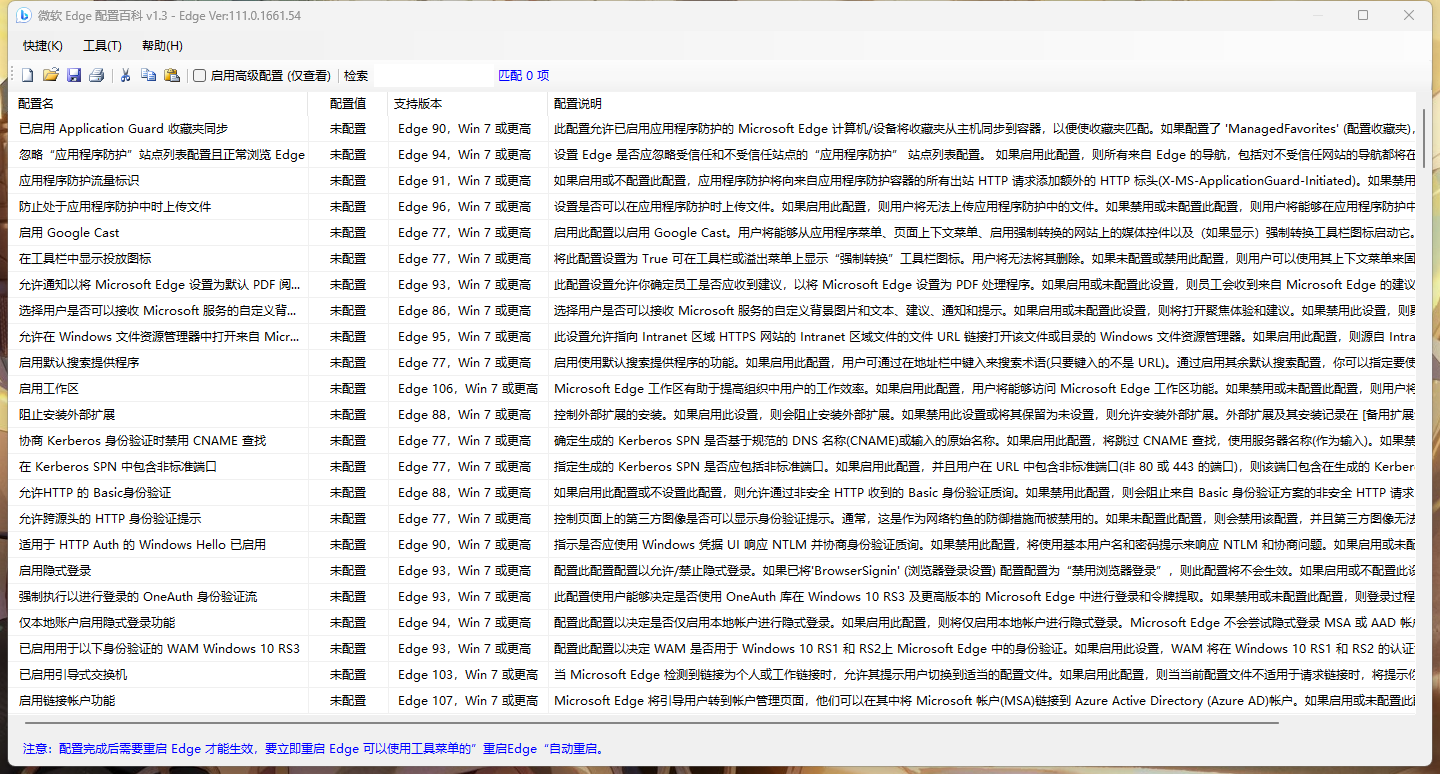 微软 Edge 配置百科 v1.3 - Edge Ver:111.0.1661.54
快捷(K) 工具(T) 帮助(H)
启用高级配置 (仅查看) 检索 匹配 0 项
配置名 配置值 支持版本 配置说明
已启用 Application Guard 收藏夹同步 未配置 Edge 90，Win 7 或更高 此配置允许已启用应用程序防护的 Microsoft Edge 计算机/设备将收藏夹从主机同步到容器，以便使收藏夹匹配。如果配置了 'ManagedFavorites' (配置收藏夹)，
忽略“应用程序防护”站点列表配置且正常浏览 Edge 未配置 Edge 94，Win 7 或更高 设置 Edge 是否应忽略受信任和不受信任站点的“应用程序防护” 站点列表配置。 如果启用此配置，则所有来自 Edge 的导航，包括对不受信任网站的导航都将在
应用程序防护流量标识 未配置 Edge 91，Win 7 或更高 如果启用或不配置此配置，应用程序防护将向来自应用程序防护容器的所有出站 HTTP 请求添加额外的 HTTP 标头(X-MS-ApplicationGuard-Initiated)。如果禁用
防止处于应用程序防护中时上传文件 未配置 Edge 96，Win 7 或更高 设置是否可以在应用程序防护时上传文件。如果启用此配置，则用户将无法上传应用程序防护中的文件。如果禁用或未配置此配置，则用户将能够在应用程序防护中
启用 Google Cast 未配置 Edge 77，Win 7 或更高 启用此配置以启用 Google Cast。用户将能够从应用程序菜单、页面上下文菜单、启用强制转换的网站上的媒体控件以及（如果显示）强制转换工具栏图标启动它。
在工具栏中显示投放图标 未配置 Edge 77，Win 7 或更高 将此配置设置为 True 可在工具栏或溢出菜单上显示“强制转换”工具栏图标。用户将无法将其删除。如果未配置或禁用此配置，则用户可以使用其上下文菜单来固
允许通知以将 Microsoft Edge 设置为默认 PDF 阅... 未配置 Edge 93，Win 7 或更高 此配置设置允许你确定员工是否应收到建议，以将 Microsoft Edge 设置为 PDF 处理程序。如果启用或未配置此设置，则员工会收到来自 Microsoft Edge 的建议
选择用户是否可以接收 Microsoft 服务的自定义背... 未配置 Edge 86，Win 7 或更高 选择用户是否可以接收 Microsoft 服务的自定义背景图片和文本、建议、通知和提示。如果启用或未配置此设置，则将打开聚焦体验和建议。如果禁用此设置，则
允许在 Windows 文件资源管理器中打开来自 Micr... 未配置 Edge 95，Win 7 或更高 此设置允许指向 Intranet 区域 HTTPS 网站的 Intranet 区域文件的文件 URL 链接打开该文件或目录的 Windows 文件资源管理器。如果启用此配置，则源自 Intra
启用默认搜索提供程序 未配置 Edge 77，Win 7 或更高 启用使用默认搜索提供程序的功能。如果启用此配置，用户可通过在地址栏中键入来搜索术语(只要键入的不是 URL)。通过启用其余默认搜索配置，你可以指定要使
启用工作区 未配置 Edge 106，Win 7 或更高 Microsoft Edge 工作区有助于提高组织中用户的工作效率。如果启用此配置，用户将能够访问 Microsoft Edge 工作区功能。如果禁用或未配置此配置，则用户将
阻止安装外部扩展 未配置 Edge 88，Win 7 或更高 控制外部扩展的安装。如果启用此设置，则会阻止安装外部扩展。如果禁用此设置或将其保留为未设置，则允许安装外部扩展。外部扩展及其安装记录在 [备用扩展
协商 Kerberos 身份验证时禁用 CNAME 查找 未配置 Edge 77，Win 7 或更高 确定生成的 Kerberos SPN 是否基于规范的 DNS 名称(CNAME)或输入的原始名称。如果启用此配置，将跳过 CNAME 查找，使用服务器名称(作为输入)。如果禁
在 Kerberos SPN 中包含非标准端口 未配置 Edge 77，Win 7 或更高 指定生成的 Kerberos SPN 是否应包括非标准端口。如果启用此配置，并且用户在 URL 中包含非标准端口(非 80 或 443 的端口)，则该端口包含在生成的 Kerber
允许HTTP 的 Basic身份验证 未配置 Edge 88，Win 7 或更高 如果启用此配置或不设置此配置，则允许通过非安全 HTTP 收到的 Basic 身份验证质询。如果禁用此配置，则会阻止来自 Basic 身份验证方案的非安全 HTTP 请求
允许跨源头的 HTTP 身份验证提示 未配置 Edge 77，Win 7 或更高 控制页面上的第三方图像是否可以显示身份验证提示。通常，这是作为网络钓鱼的防御措施而被禁用的。如果未配置此配置，则会禁用该配置，并且第三方图像无法
适用于 HTTP Auth 的 Windows Hello 已启用 未配置 Edge 90，Win 7 或更高 指示是否应使用 Windows 凭据 UI 响应 NTLM 并协商身份验证质询。如果禁用此配置，将使用基本用户名和密码提示来响应 NTLM 和协商问题。如果启用或未配
启用隐式登录 未配置 Edge 93，Win 7 或更高 配置此配置配置以允许/禁止隐式登录。如果已将'BrowserSignin' (浏览器登录设置) 配置配置为“禁用浏览器登录”，则此配置将不会生效。如果启用或不配置此设
强制执行以进行登录的 OneAuth 身份验证流 未配置 Edge 93，Win 7 或更高 此配置使用户能够决定是否使用 OneAuth 库在 Windows 10 RS3 及更高版本的 Microsoft Edge 中进行登录和令牌提取。如果禁用或未配置此配置，则登录过程
仅本地账户启用隐式登录功能 未配置 Edge 94，Win 7 或更高 配置此配置以决定是否仅启用本地帐户进行隐式登录。如果启用此配置，则将仅启用本地帐户进行隐式登录。Microsoft Edge 不会尝试隐式登录 MSA 或 AAD 帐户
已启用用于以下身份验证的 WAM Windows 10 RS3 未配置 Edge 93，Win 7 或更高 配置此配置以决定 WAM 是否用于 Windows 10 RS1 和 RS2上 Microsoft Edge 中的身份验证。如果启用此设置，WAM 将在 Windows 10 RS1 和 RS2 的认证
已启用引导式交换机 未配置 Edge 103，Win 7 或更高 当 Microsoft Edge 检测到链接为个人或工作链接时，允许其提示用户切换到适当的配置文件。如果启用此配置，则当当前配置文件不适用于请求链接时，将提示你
启用链接帐户功能 未配置 Edge 107，Win 7 或更高 Microsoft Edge 将引导用户转到帐户管理页面，他们可以在其中将 Microsoft 帐户(MSA)链接到 Azure Active Directory (Azure AD)帐户。如果启用或未配置此
注意：配置完成后需要重启 Edge 才能生效，要立即重启 Edge 可以使用工具菜单的”重启Edge“自动重启。